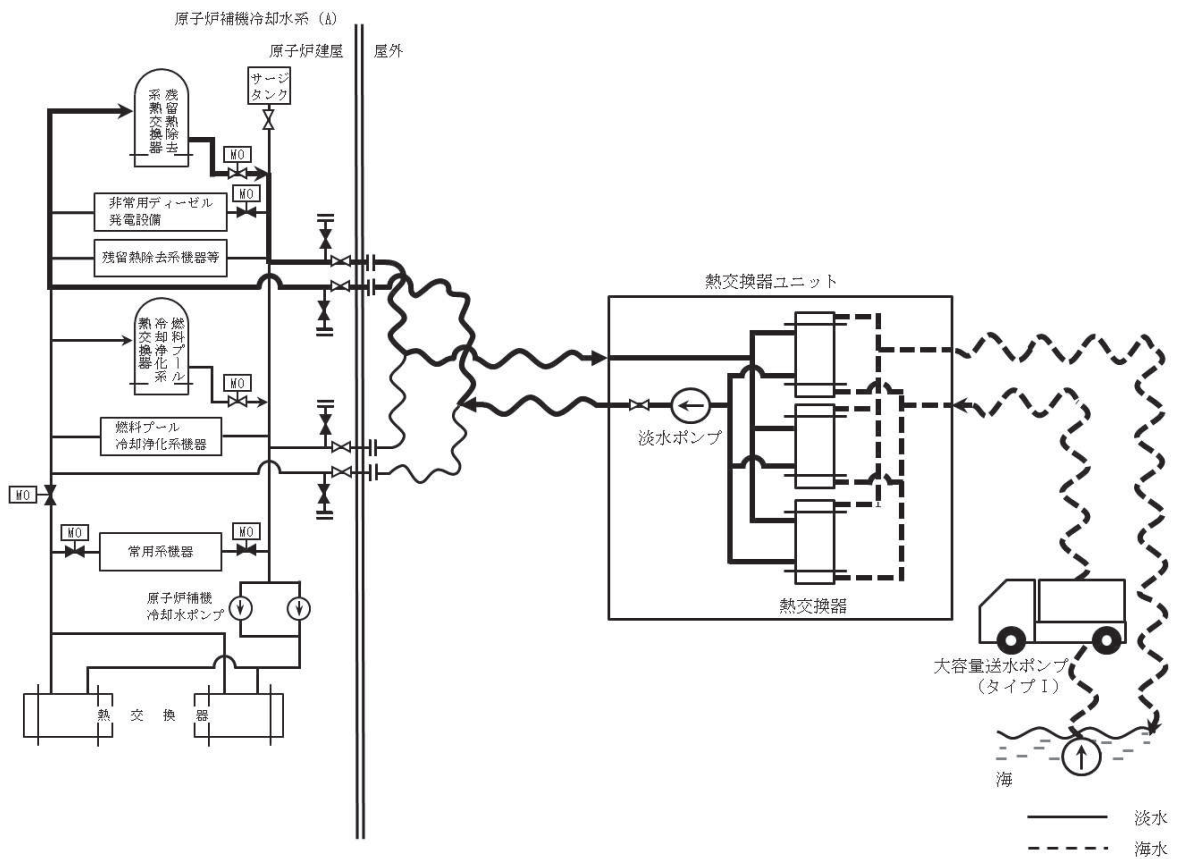 原子炉補機冷却水系 (A)
原子炉建屋
屋外
サージ
タンク
残留熱除去
系熱交換器
MO
MO
非常用ディーゼル
発電設備
残留熱除去系機器等
燃料プール
冷却浄化系
熱交換器
MO
燃料プール
冷却浄化系機器
MO
MO
MO
常用系機器
原子炉補機
冷却水ポンプ
熱交換器
熱交換器ユニット
淡水ポンプ
熱交換器
大容量送水ポンプ
(タイプⅠ)
海
淡水
海水